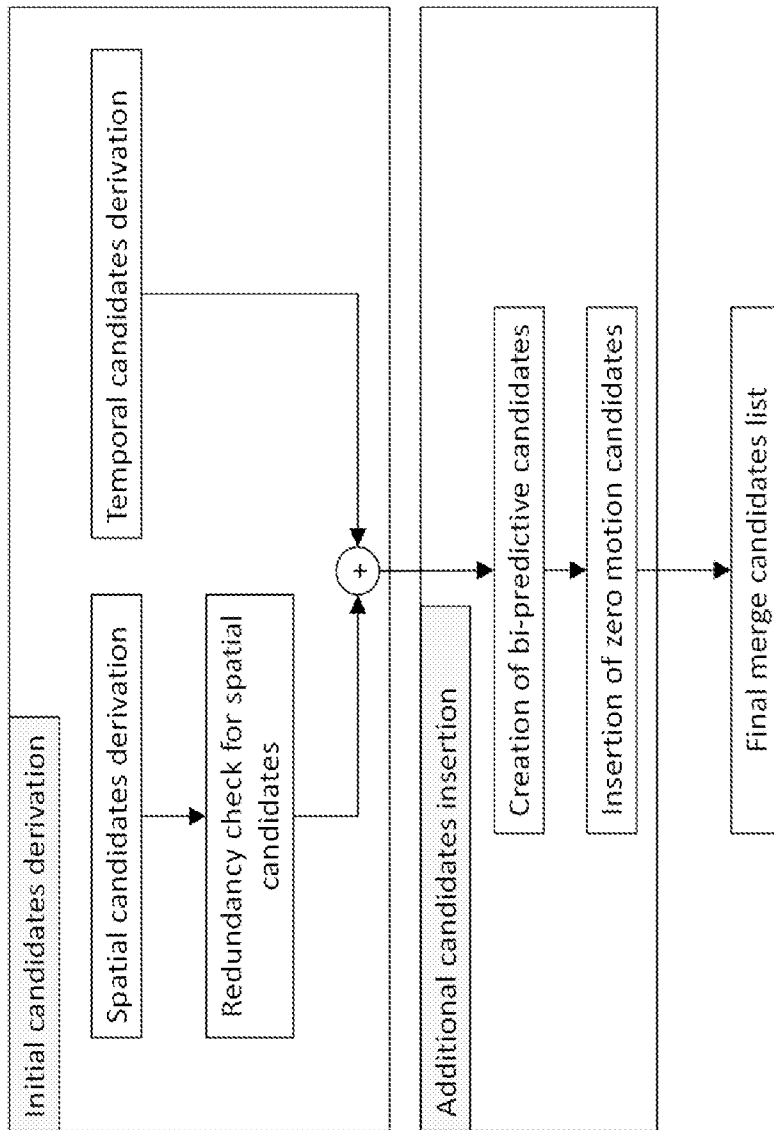 Initial candidates derivation
Spatial candidates derivation
Temporal candidates derivation
Redundancy check for spatial
candidates
+
Additional candidates insertion
Creation of bi-predictive candidates
Insertion of zero motion candidates
Final merge candidates list